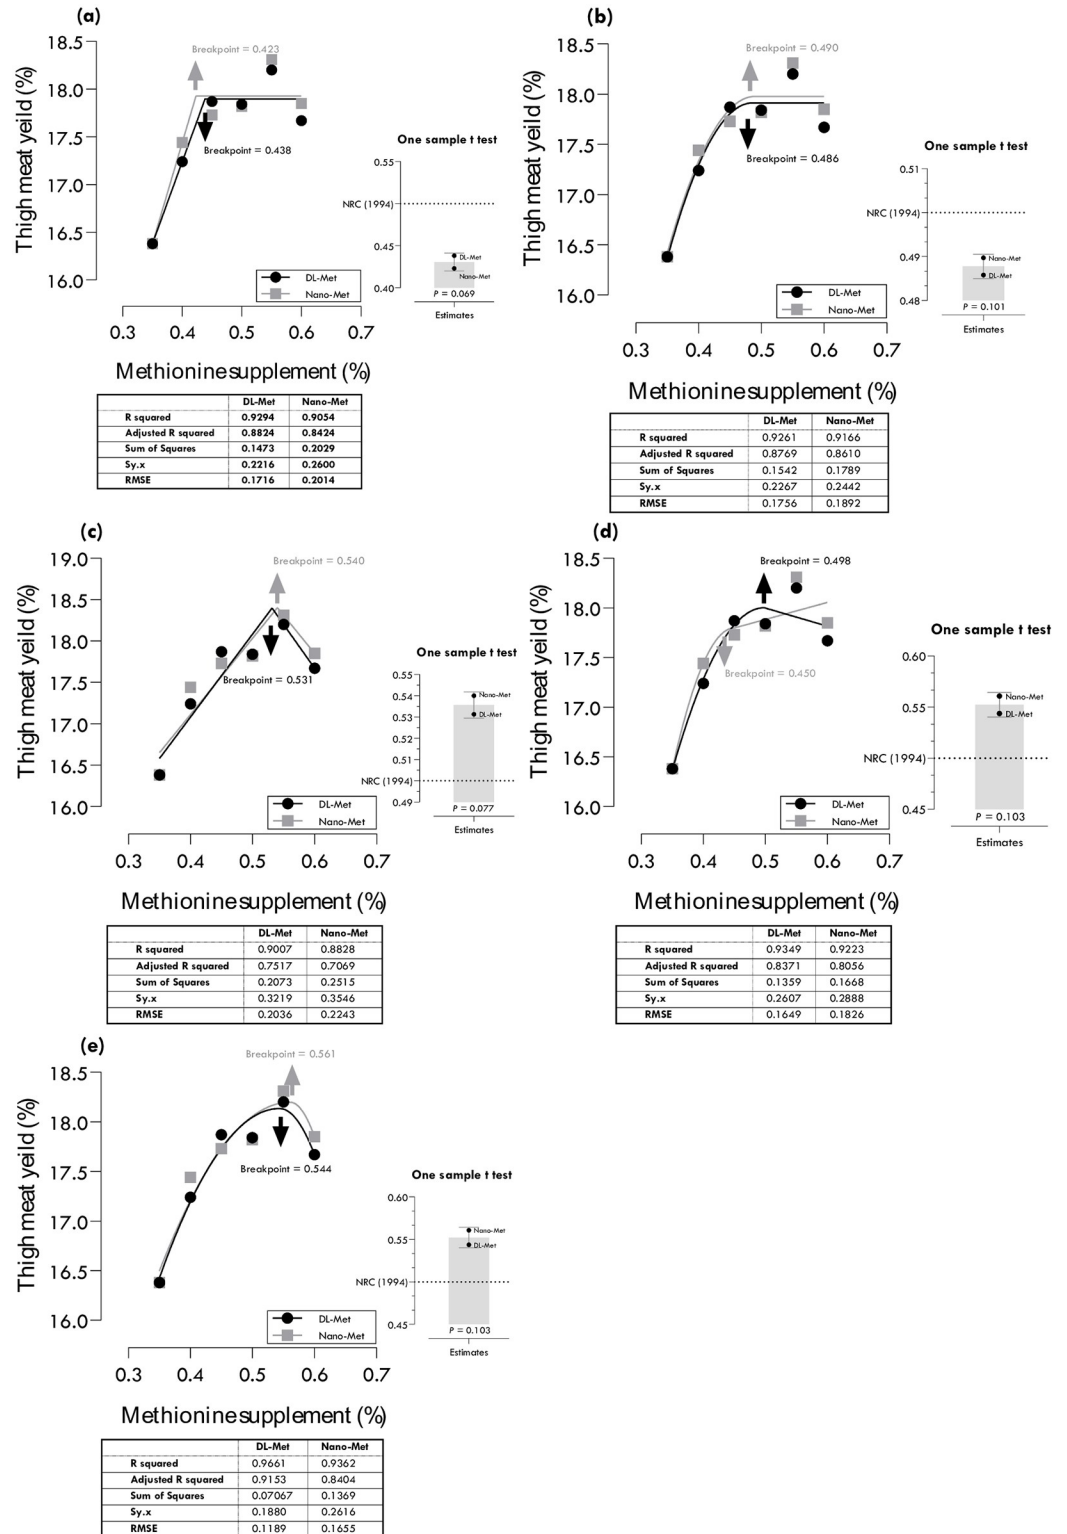 (a)
Breakpoint = 0.423
18.5
18.0
17.5
17.0
16.5
16.0
Thigh meat yeild (%)
Breakpoint = 0.438
DL-Met
Nano-Met
0.3 0.4 0.5 0.6 0.7
Methionine supplement (%)
One sample t test
0.55
NRC (1994)
0.45
0.40
DL-Met
Nano-Met
P = 0.069
Estimates
DL-Met Nano-Met
R squared 0.9294 0.9054
Adjusted R squared 0.8824 0.8424
Sum of Squares 0.1473 0.2029
Sy.x 0.2216 0.2600
RMSE 0.1716 0.2014
(b)
Breakpoint = 0.490
18.5
18.0
17.5
17.0
16.5
16.0
Thigh meat yeild (%)
Breakpoint = 0.486
DL-Met
Nano-Met
0.3 0.4 0.5 0.6 0.7
Methionine supplement (%)
One sample t test
0.51
NRC (1994)
0.49
0.48
Nano-Met
DL-Met
P = 0.101
Estimates
DL-Met Nano-Met
R squared 0.9261 0.9166
Adjusted R squared 0.8769 0.8610
Sum of Squares 0.1542 0.1789
Sy.x 0.2267 0.2442
RMSE 0.1756 0.1892
(c)
Breakpoint = 0.540
19.0
18.5
18.0
17.5
17.0
16.5
16.0
Thigh meat yeild (%)
Breakpoint = 0.531
DL-Met
Nano-Met
0.3 0.4 0.5 0.6 0.7
Methionine supplement (%)
One sample t test
0.55
0.54
0.53
0.52
0.51
NRC (1994)
0.49
Nano-Met
DL-Met
P = 0.077
Estimates
DL-Met Nano-Met
R squared 0.9007 0.8828
Adjusted R squared 0.7517 0.7069
Sum of Squares 0.2073 0.2515
Sy.x 0.3219 0.3546
RMSE 0.2036 0.2243
(d)
Breakpoint = 0.498
18.5
18.0
17.5
17.0
16.5
16.0
Thigh meat yeild (%)
Breakpoint = 0.450
DL-Met
Nano-Met
0.3 0.4 0.5 0.6 0.7
Methionine supplement (%)
One sample t test
0.60
0.55
NRC (1994)
0.45
Nano-Met
DL-Met
P = 0.103
Estimates
DL-Met Nano-Met
R squared 0.9349 0.9223
Adjusted R squared 0.8371 0.8056
Sum of Squares 0.1359 0.1668
Sy.x 0.2607 0.2888
RMSE 0.1649 0.1826
(e)
Breakpoint = 0.561
18.5
18.0
17.5
17.0
16.5
16.0
Thigh meat yeild (%)
Breakpoint = 0.544
DL-Met
Nano-Met
0.3 0.4 0.5 0.6 0.7
Methionine supplement (%)
One sample t test
0.60
0.55
NRC (1994)
0.45
Nano-Met
DL-Met
P = 0.103
Estimates
DL-Met Nano-Met
R squared 0.9661 0.9362
Adjusted R squared 0.9153 0.8404
Sum of Squares 0.07067 0.1369
Sy.x 0.1880 0.2616
RMSE 0.1189 0.1655